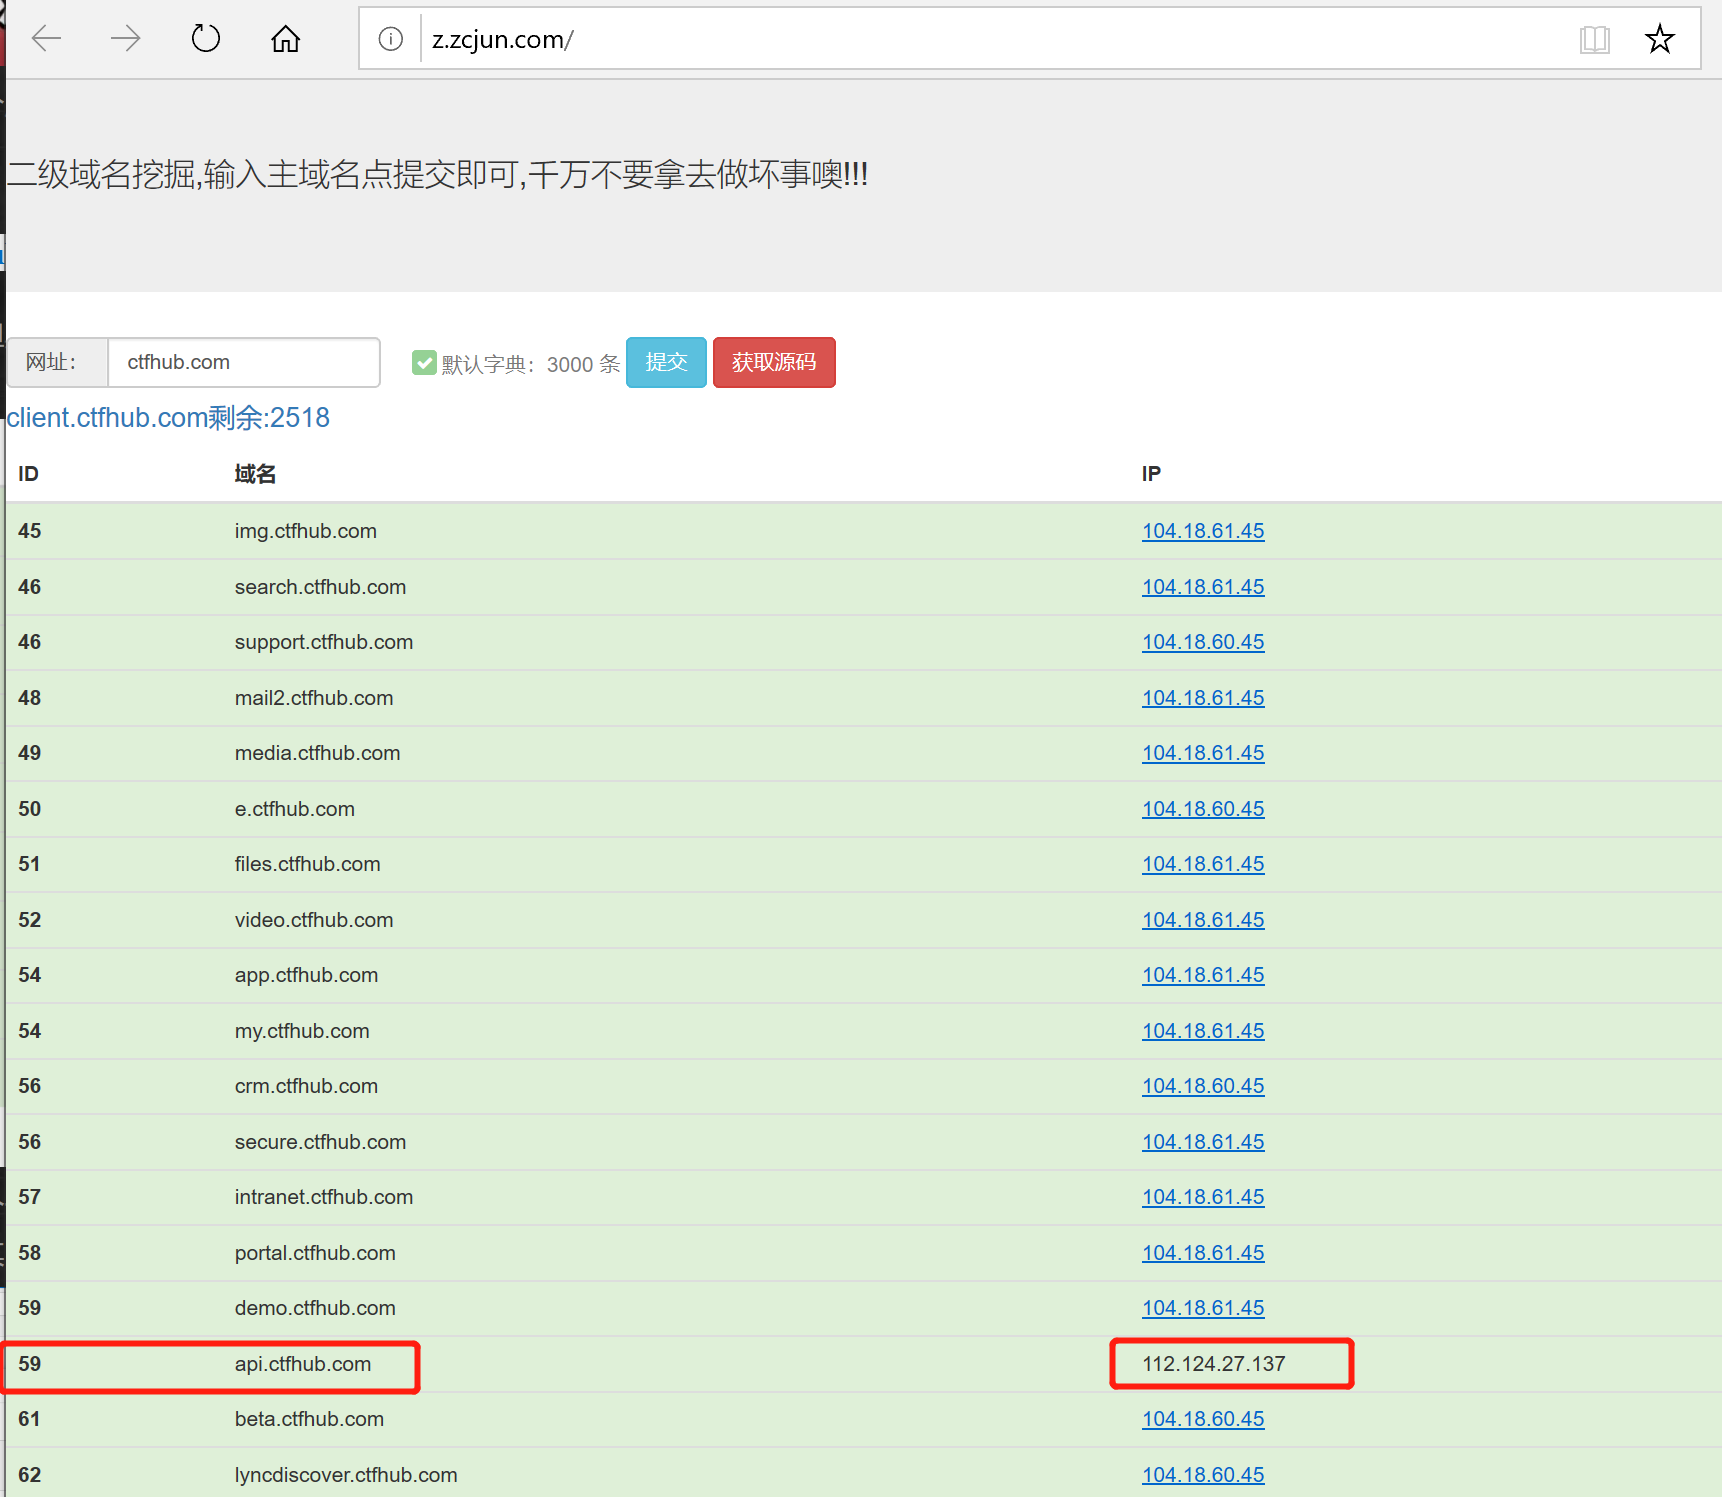 z.zcjun.com/
二级域名挖掘,输入主域名点提交即可,千万不要拿去做坏事噢!!!
网址: ctfhub.com 默认字典：3000 条 提交 获取源码
client.ctfhub.com剩余:2518
ID 域名 IP
45 img.ctfhub.com 104.18.61.45
46 search.ctfhub.com 104.18.61.45
46 support.ctfhub.com 104.18.60.45
48 mail2.ctfhub.com 104.18.61.45
49 media.ctfhub.com 104.18.61.45
50 e.ctfhub.com 104.18.60.45
51 files.ctfhub.com 104.18.61.45
52 video.ctfhub.com 104.18.61.45
54 app.ctfhub.com 104.18.61.45
54 my.ctfhub.com 104.18.61.45
56 crm.ctfhub.com 104.18.60.45
56 secure.ctfhub.com 104.18.61.45
57 intranet.ctfhub.com 104.18.61.45
58 portal.ctfhub.com 104.18.61.45
59 demo.ctfhub.com 104.18.61.45
59 api.ctfhub.com 112.124.27.137
61 beta.ctfhub.com 104.18.60.45
62 lyncdiscover.ctfhub.com 104.18.60.45